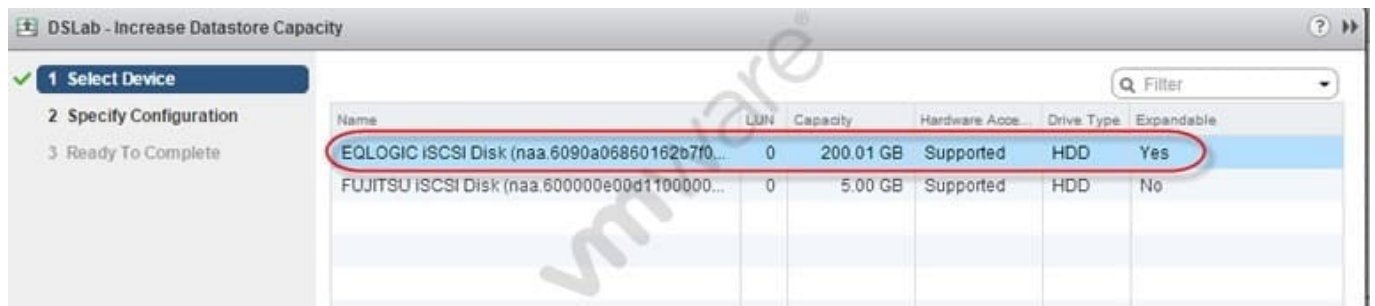 DSLab - Increase Datastore Capacity
1 Select Device
2 Specify Configuration
3 Ready To Complete
Filter
Name LUN Capacity Hardware Acce... Drive Type Expandable
EQLOGIC iSCSI Disk (naa.6090a06860162b7f0... 0 200.01 GB Supported HDD Yes
FUJITSU iSCSI Disk (naa.600000e00d1100000... 0 5.00 GB Supported HDD No
vmware®